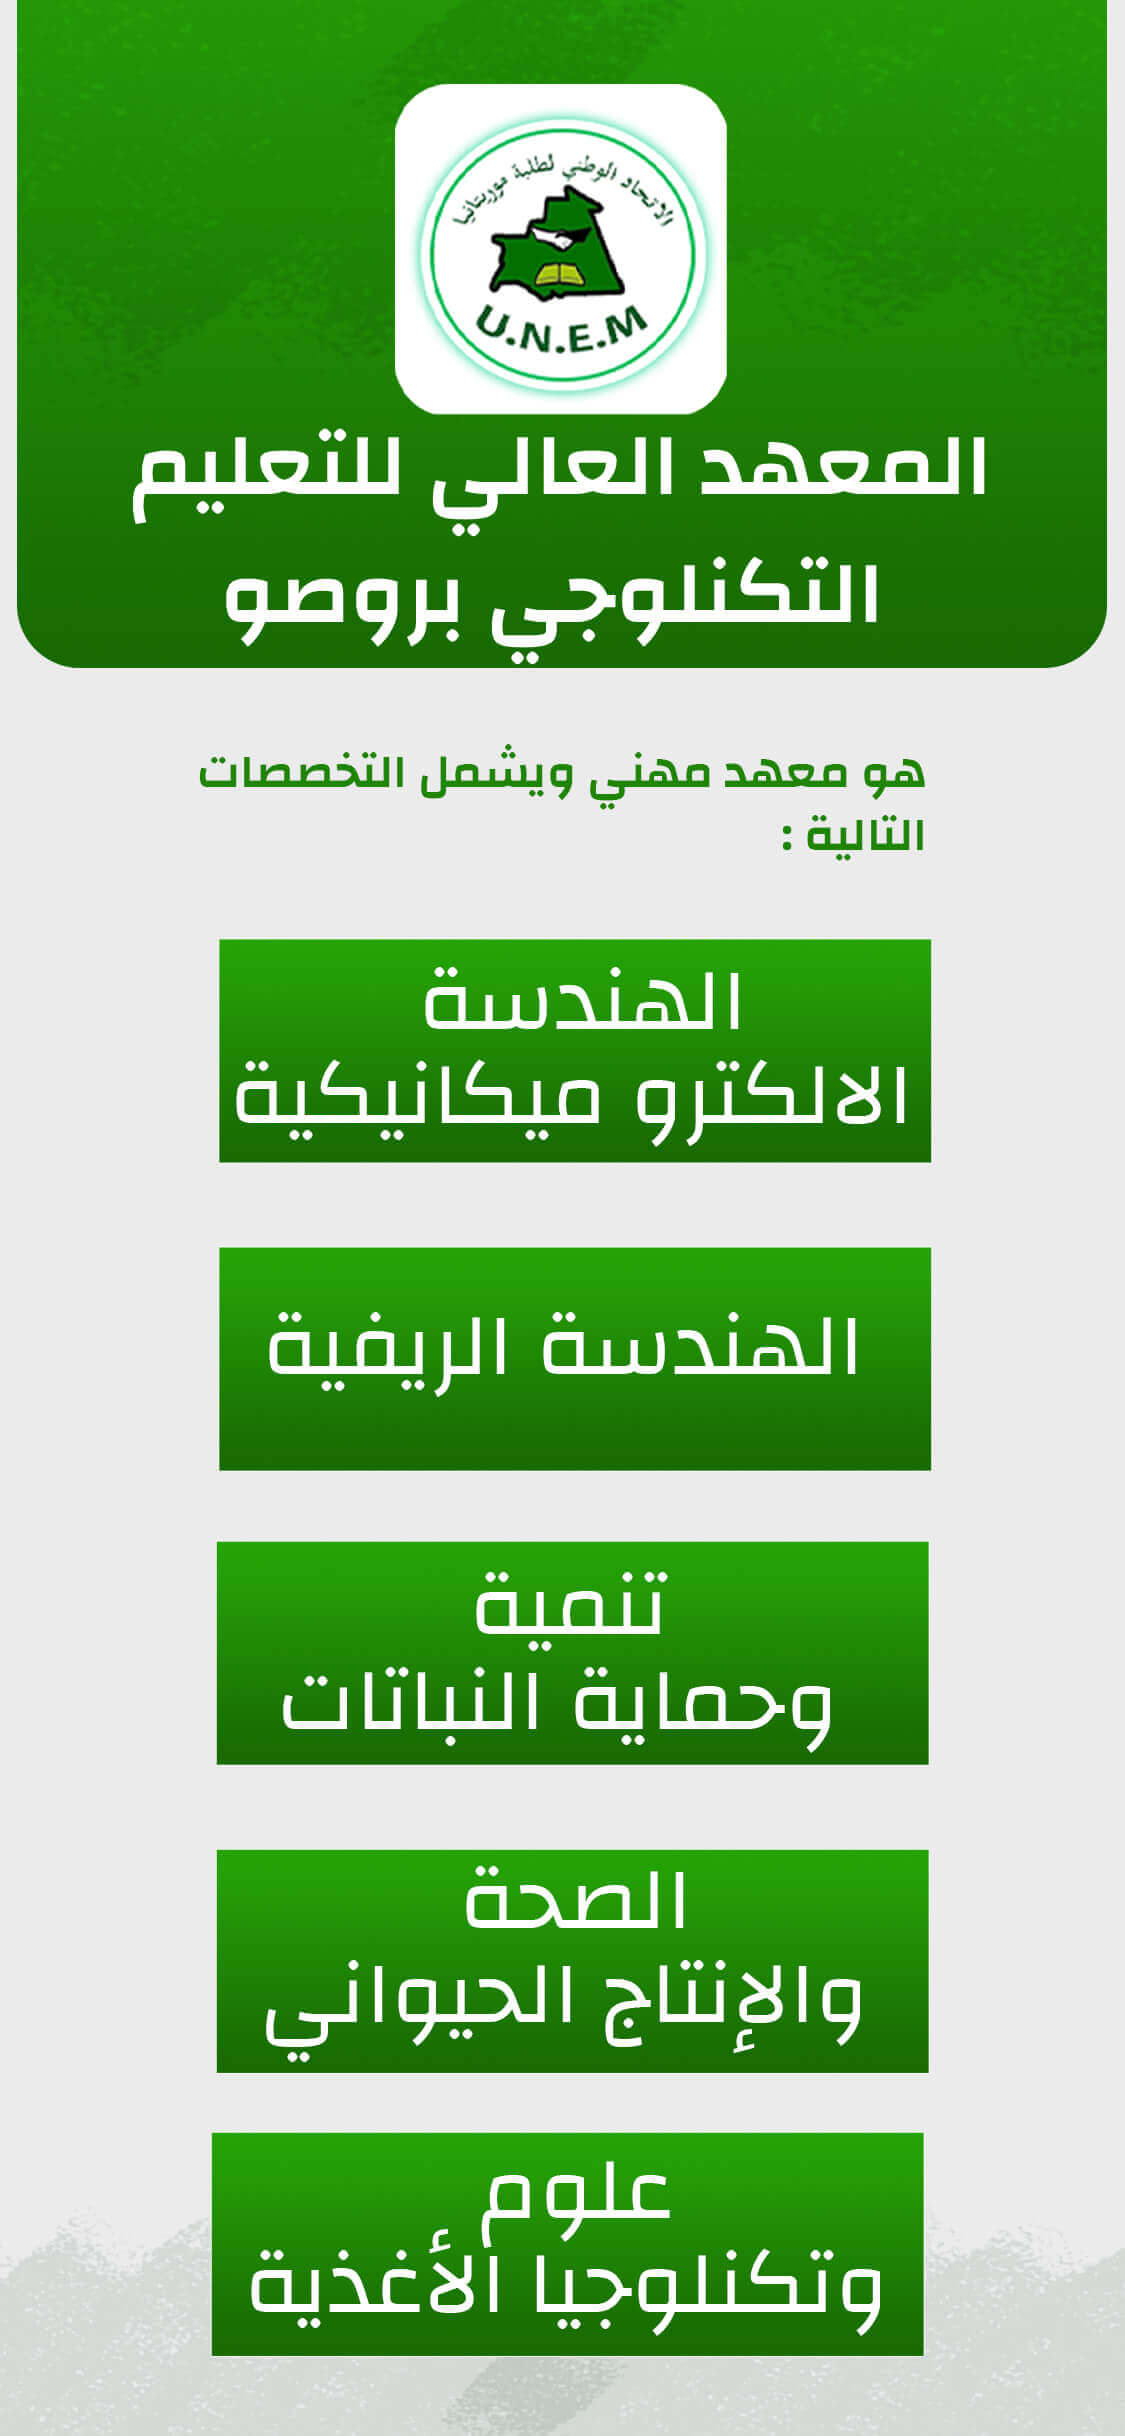 الاتحاد الوطني لطلبة موريتانيا
U.N.E.M
المعهد العالي للتعليم
التكنلوجي بروصو
هو معهد مهني ويشمل التخصصات
التالية :
الهندسة
الالكترو ميكانيكية
الهندسة الريفية
تنمية
وحماية النباتات
الصحة
والإنتاج الحيواني
علوم
وتكنلوجيا الأغذية